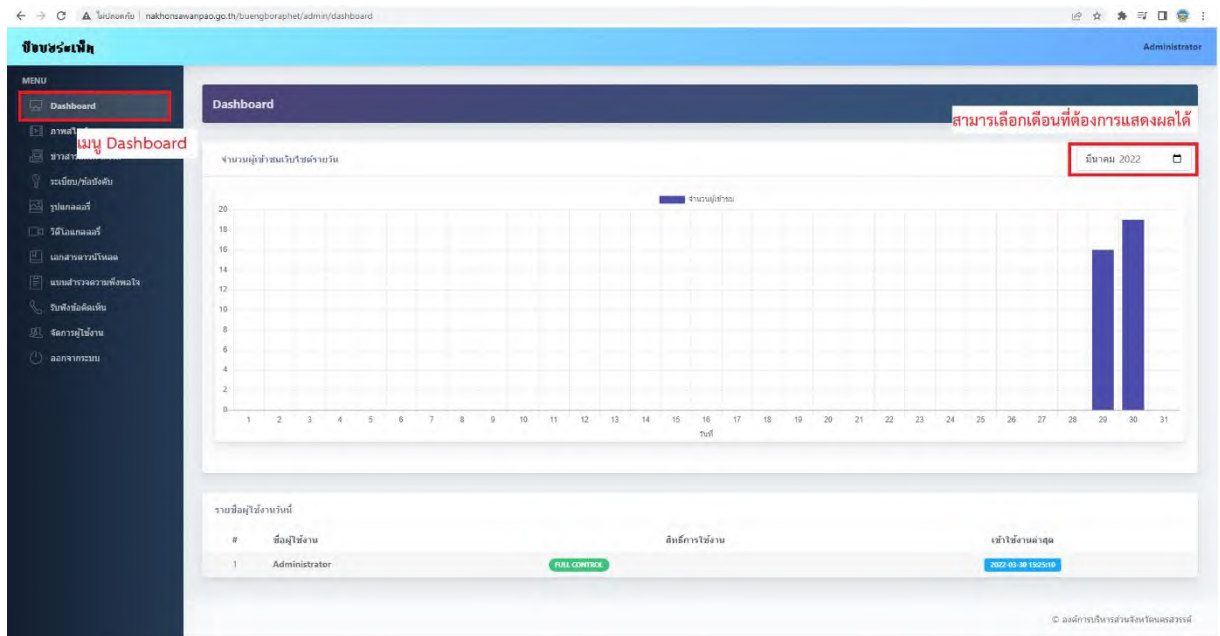 ไม่ปลอดภัย | nakhonsawanpao.go.th/buengboraphet/admin/dashboard
บึงบอระเพ็ด
Administrator
MENU
Dashboard
เมนู Dashboard
ระเบียบ/ข้อบังคับ
รูปแกลลอรี่
วิดีโอแกลลอรี่
เอกสารดาวน์โหลด
แบบสำรวจความพึงพอใจ
รับฟังข้อคิดเห็น
จัดการผู้ใช้งาน
ออกจากระบบ
Dashboard
สามารเลือกเดือนที่ต้องการแสดงผลได้
จำนวนผู้เข้าชมเว็บไซต์รายวัน
มีนาคม 2022
จำนวนผู้เข้าชม
20
18
16
14
12
10
8
6
4
2
0
1 2 3 4 5 6 7 8 9 10 11 12 13 14 15 16 17 18 19 20 21 22 23 24 25 26 27 28 29 30 31
วันที่
รายชื่อผู้ใช้งานวันนี้
# ชื่อผู้ใช้งาน สิทธิ์การใช้งาน เข้าใช้งานล่าสุด
1 Administrator FULL CONTROL 2022-03-30 15:25:10
© องค์การบริหารส่วนจังหวัดนครสวรรค์